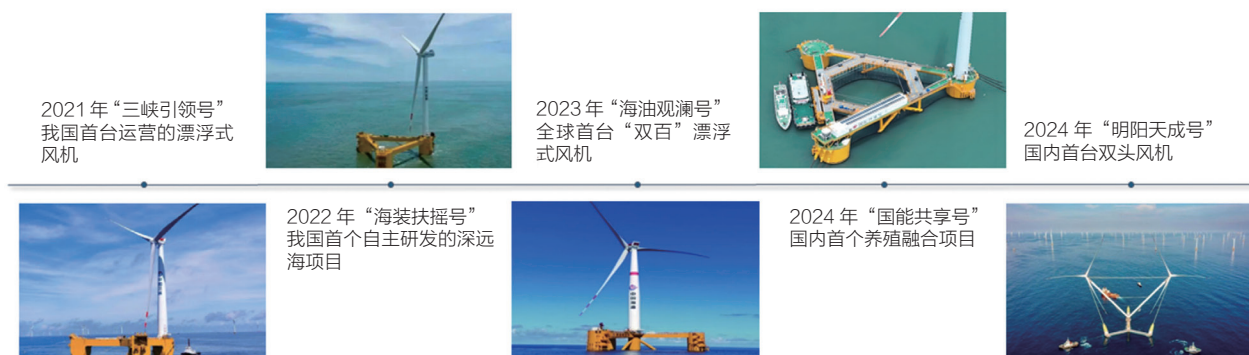 2021 年 “三峡引领号”
我国首台运营的漂浮式
风机
2022 年 “海装扶摇号”
我国首个自主研发的深远
海项目
2023 年 “海油观澜号”
全球首台 “双百” 漂浮
式风机
2024 年 “国能共享号”
国内首个养殖融合项目
2024 年 “明阳天成号”
国内首台双头风机